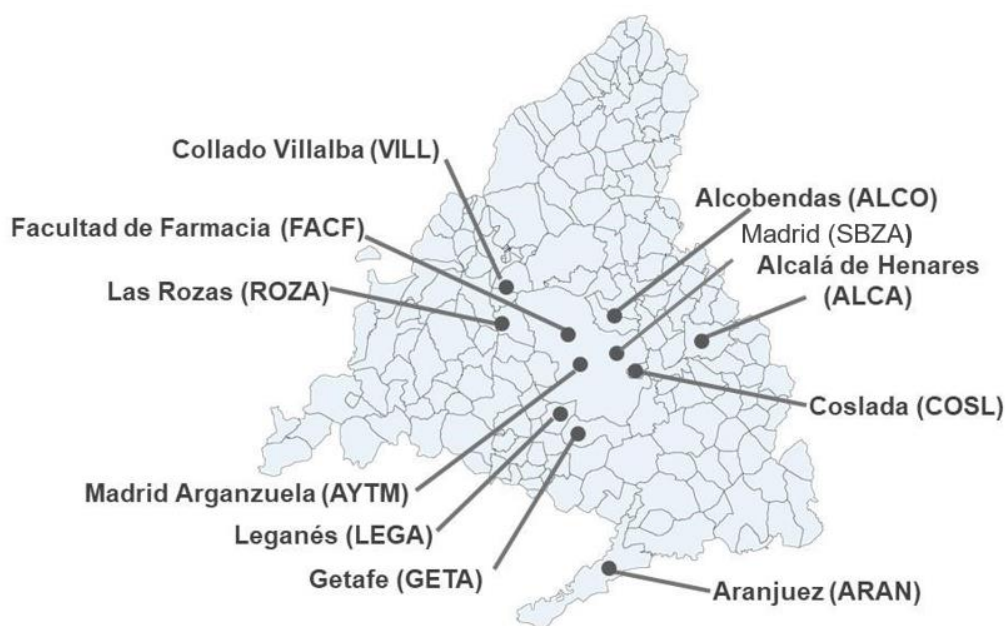 Collado Villalba (VILL)
Facultad de Farmacia (FACF)
Las Rozas (ROZA)
Alcobendas (ALCO)
Madrid (SBZA)
Alcalá de Henares
(ALCA)
Coslada (COSL)
Madrid Arganzuela (AYTM)
Leganés (LEGA)
Getafe (GETA)
Aranjuez (ARAN)